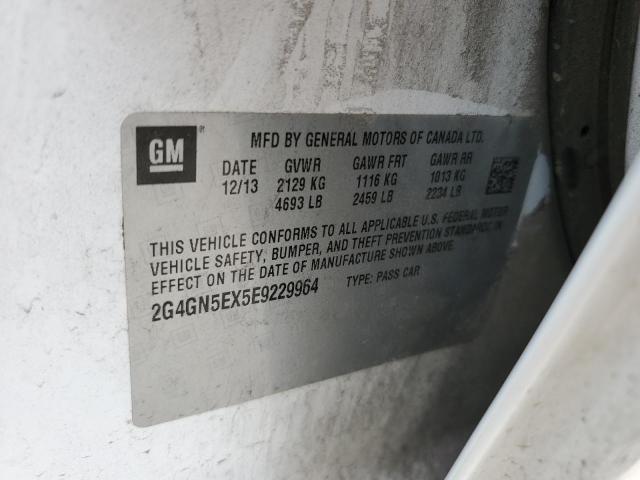 GM
MFD BY GENERAL MOTORS OF CANADA LTD.
DATE GVWR GAWR FRT GAWR RR
12/13 2129 KG 1116 KG 1013 KG
4693 LB 2459 LB 2234 LB
THIS VEHICLE CONFORMS TO ALL APPLICABLE U.S. FEDERAL MOTOR
VEHICLE SAFETY, BUMPER, AND THEFT PREVENTION STANDARDS IN
EFFECT ON THE DATE OF MANUFACTURE SHOWN ABOVE.
2G4GN5EX5E9229964 TYPE: PASS CAR